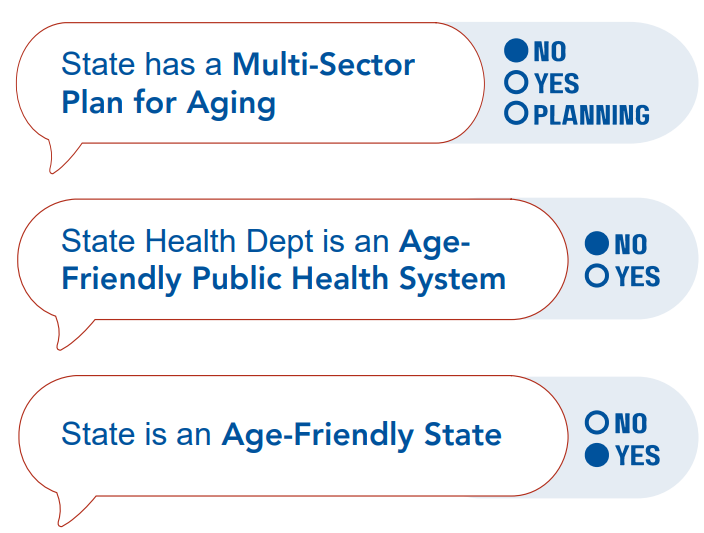 State has a Multi-Sector
Plan for Aging
NO
YES
PLANNING
State Health Dept is an Age-
Friendly Public Health System
NO
YES
State is an Age-Friendly State
NO
YES